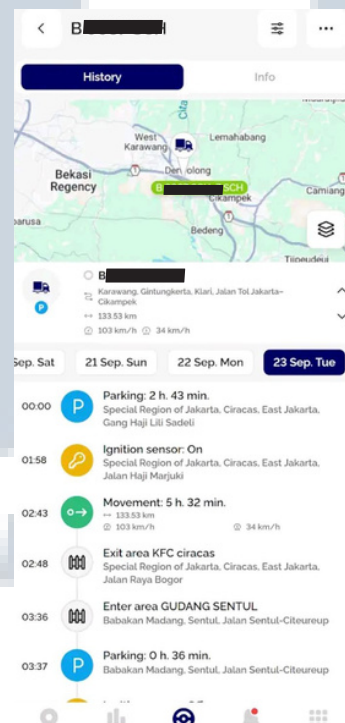 B
History
Info
West
Karawang
Lemahabang
Bekasi
Regency
B
SCH
Cikampek
Camiang
Bedeng
B
Karawang, Gintungkerta, Klari, Jalan Tol Jakarta–
Cikampek
133.53 km
103 km/h 34 km/h
Sep. Sat
21 Sep. Sun
22 Sep. Mon
23 Sep. Tue
00:00
P
Parking: 2 h. 43 min.
Special Region of Jakarta, Ciracas, East Jakarta,
Gang Haji Lili Sadeli
01:58
Ignition sensor: On
Special Region of Jakarta, Ciracas, East Jakarta,
Jalan Haji Marjuki
02:43
Movement: 5 h. 32 min.
133.53 km
103 km/h 34 km/h
02:48
Exit area KFC ciracas
Special Region of Jakarta, Ciracas, East Jakarta,
Jalan Raya Bogor
03:36
Enter area GUDANG SENTUL
Babakan Madang, Sentul, Jalan Sentul-Citeureup
03:37
P
Parking: 0 h. 36 min.
Babakan Madang, Sentul, Jalan Sentul-Citeureup